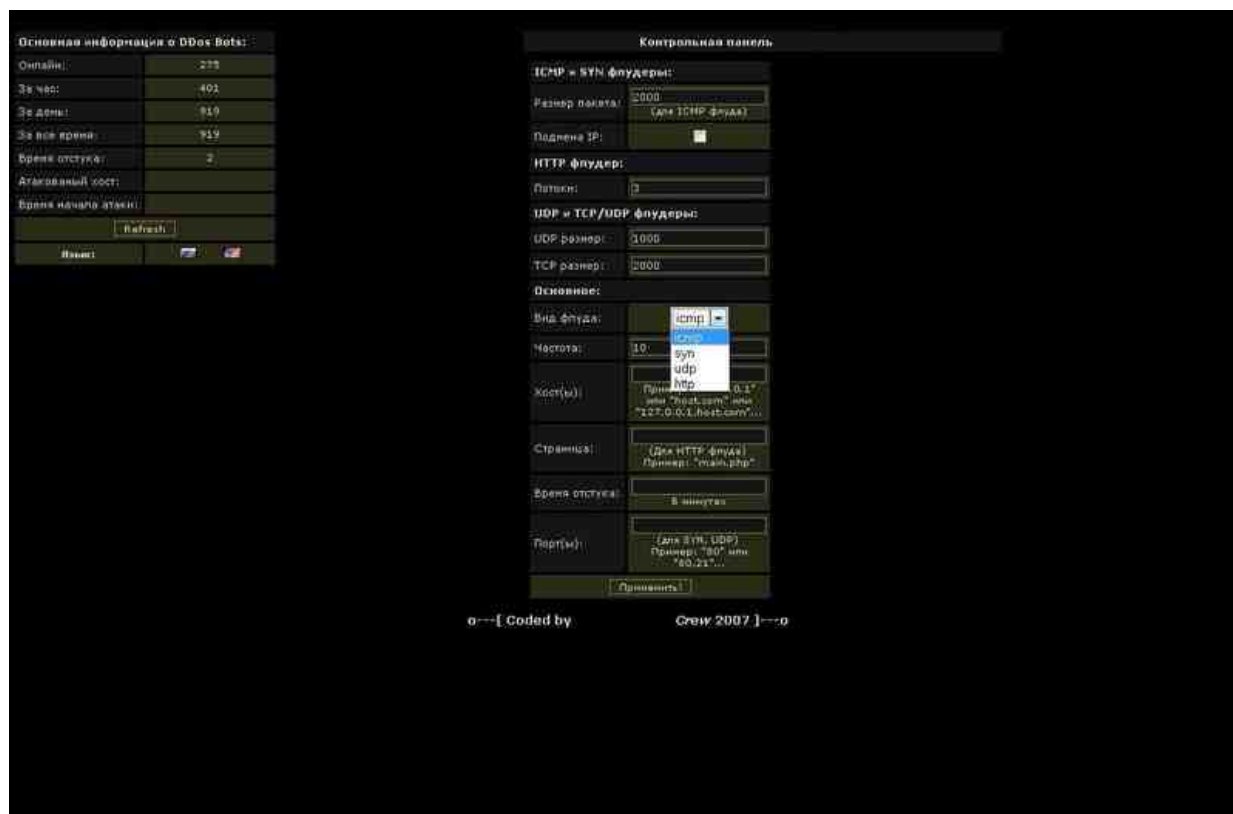 Основная информация о DDos Bots:
Онлайн: 275
За час: 401
За день: 919
За все время: 919
Время отстука: 2
Атакованый хост:
Время начала атаки:
Refresh
Язык:
Контрольная панель
ICMP и SYN флудеры:
Размер пакета: 2000
(для ICMP флуда)
Подмена IP:
HTTP флудер:
Потоки: 3
UDP и TCP/UDP флудеры:
UDP размер: 1000
TCP размер: 2000
Основное:
Вид флуда: icmp
icmp
syn
udp
http
Частота: 10
Хост(ы):
0.1"
или "host.com" или
"127.0.0.1,host.com"...
Страница:
(Для HTTP флуда)
Пример: "main.php"
Время отстука:
В минутах
Порт(ы):
(для SYN, UDP)
Пример: "80" или
"80,21"...
Применить!
o---[ Coded by Crew 2007 ]---o